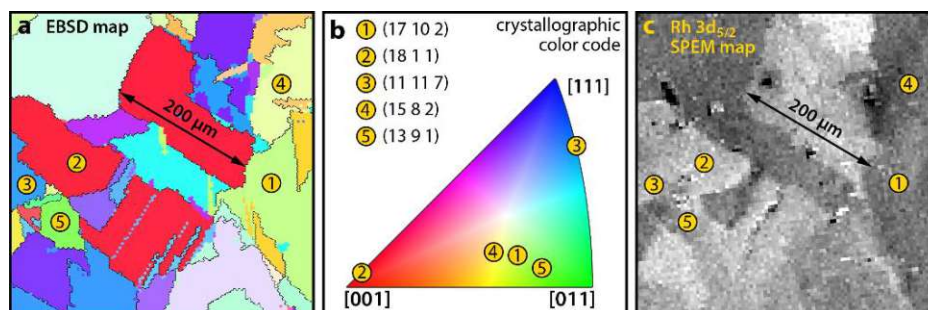 a EBSD map
4
200 µm
2
3
1
5
b crystallographic
color code
1 (17 10 2)
2 (18 1 1)
3 (11 11 7)
4 (15 8 2)
5 (13 9 1)
[111]
3
4 1 5
2
[001] [011]
c Rh 3d5/2
SPEM map
4
200 µm
2
3
1
5